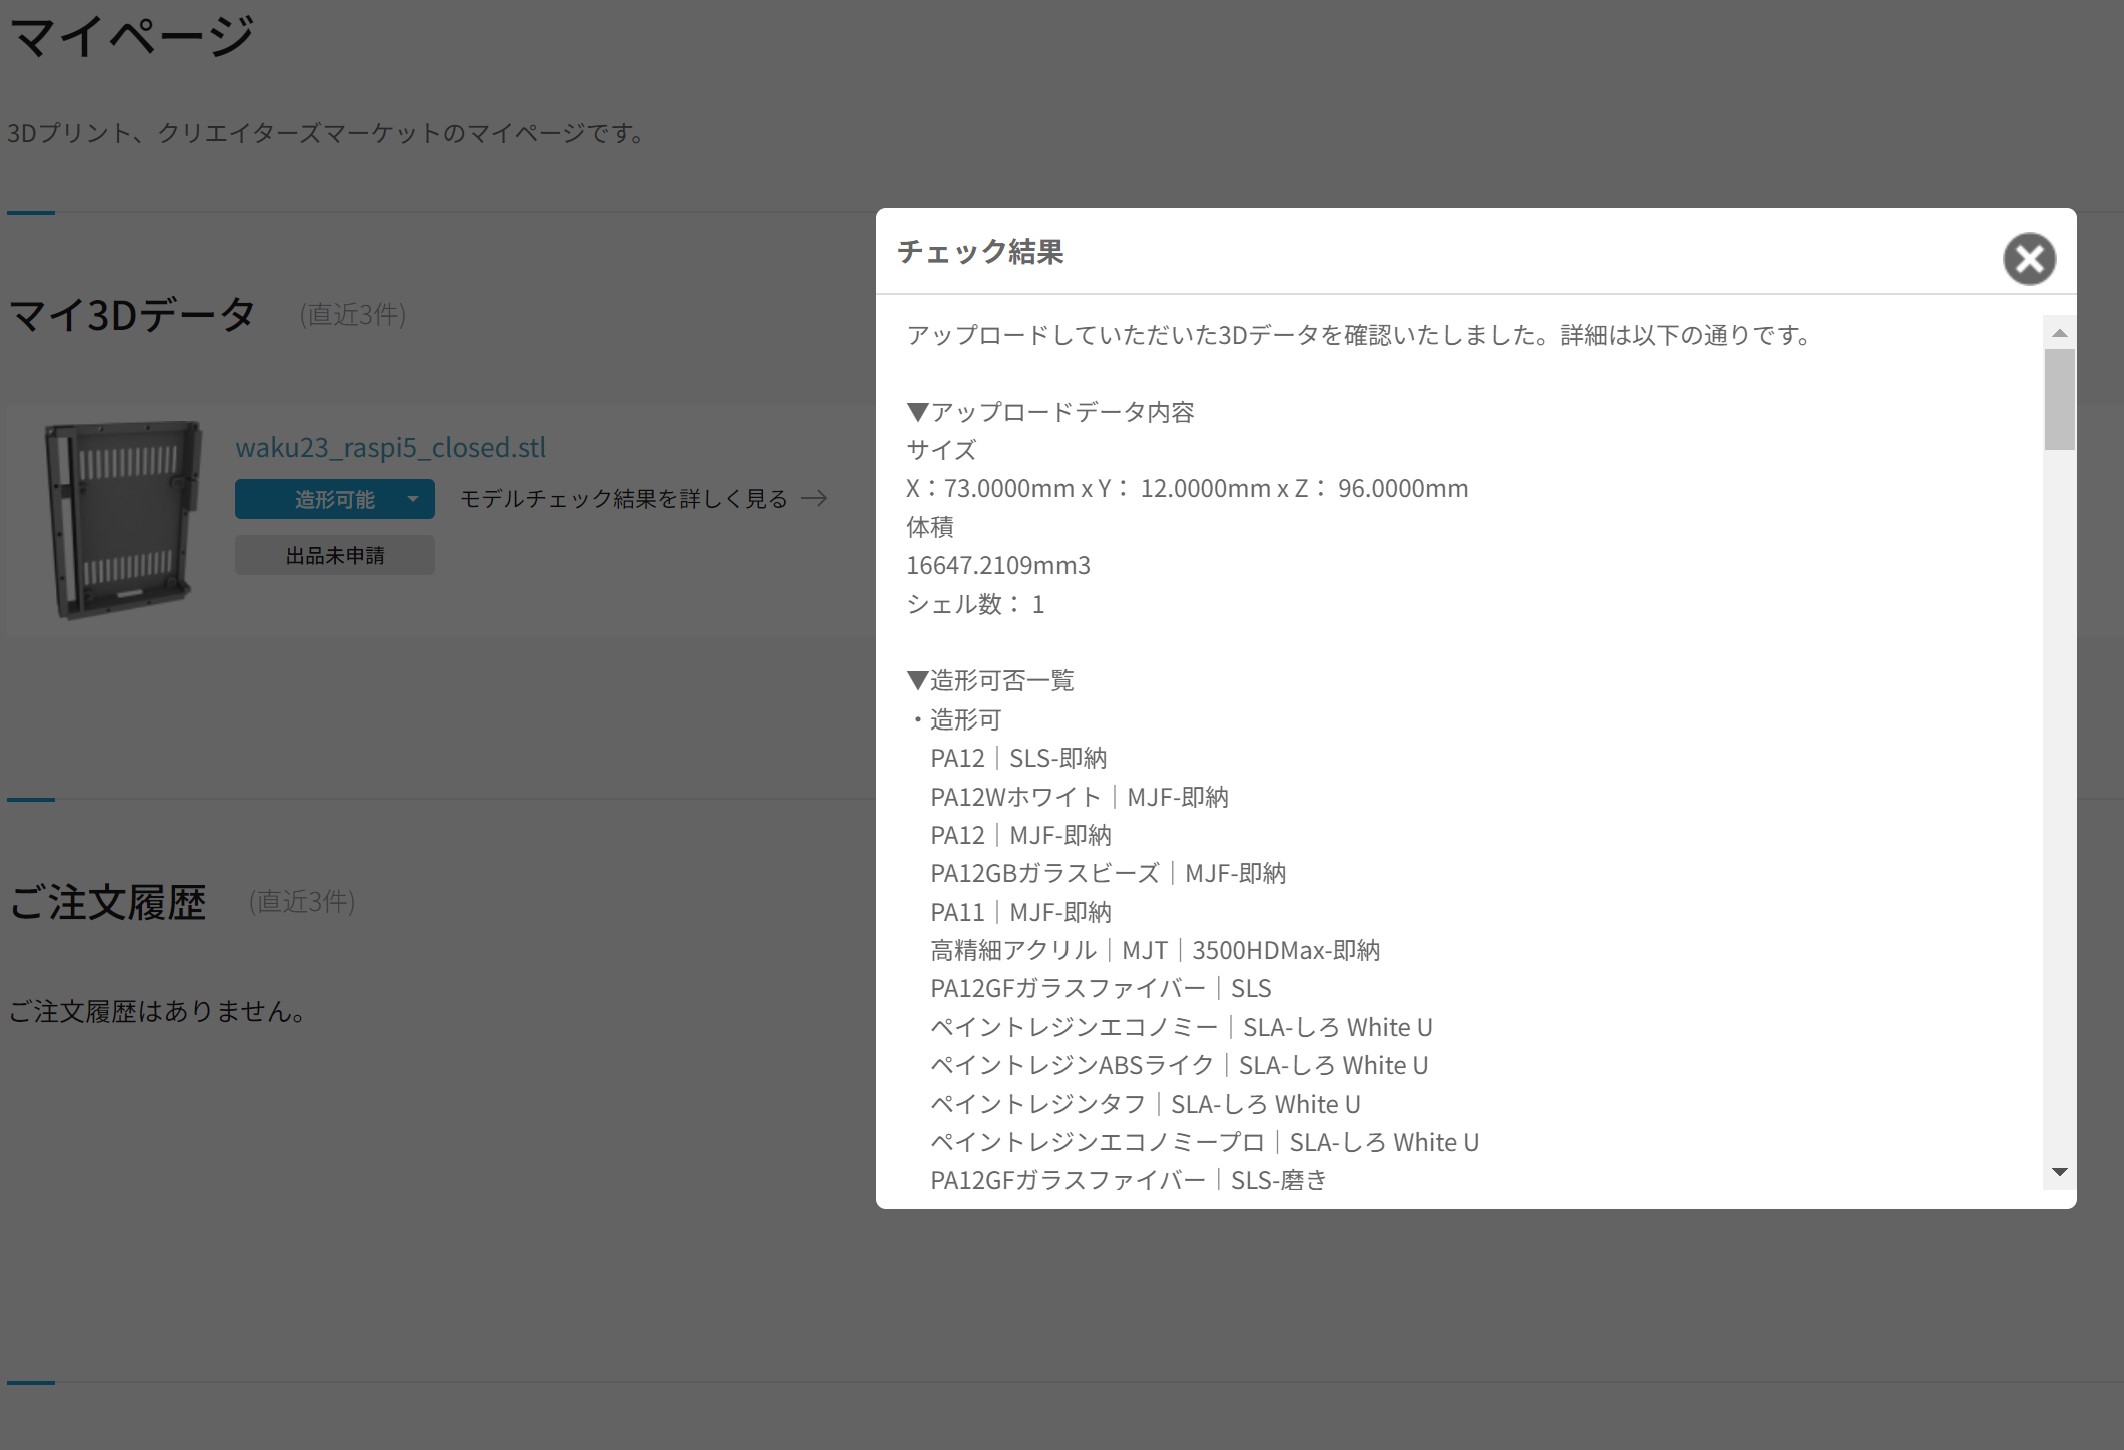 マイページ
3Dプリント、クリエイターズマーケットのマイページです。
マイ3Dデータ (直近3件)
waku23_raspi5_closed.stl
造形可能
モデルチェック結果を詳しく見る →
出品未申請
ご注文履歴 (直近3件)
ご注文履歴はありません。
チェック結果
アップロードしていただいた3Dデータを確認いたしました。詳細は以下の通りです。
▼アップロードデータ内容
サイズ
X：73.0000mm x Y： 12.0000mm x Z： 96.0000mm
体積
16647.2109mm3
シェル数： 1
▼造形可否一覧
・造形可
PA12｜SLS-即納
PA12Wホワイト｜MJF-即納
PA12｜MJF-即納
PA12GBガラスビーズ｜MJF-即納
PA11｜MJF-即納
高精細アクリル｜MJT｜3500HDMax-即納
PA12GFガラスファイバー｜SLS
ペイントレジンエコノミー｜SLA-しろ White U
ペイントレジンABSライク｜SLA-しろ White U
ペイントレジンタフ｜SLA-しろ White U
ペイントレジンエコノミープロ｜SLA-しろ White U
PA12GFガラスファイバー｜SLS-磨き